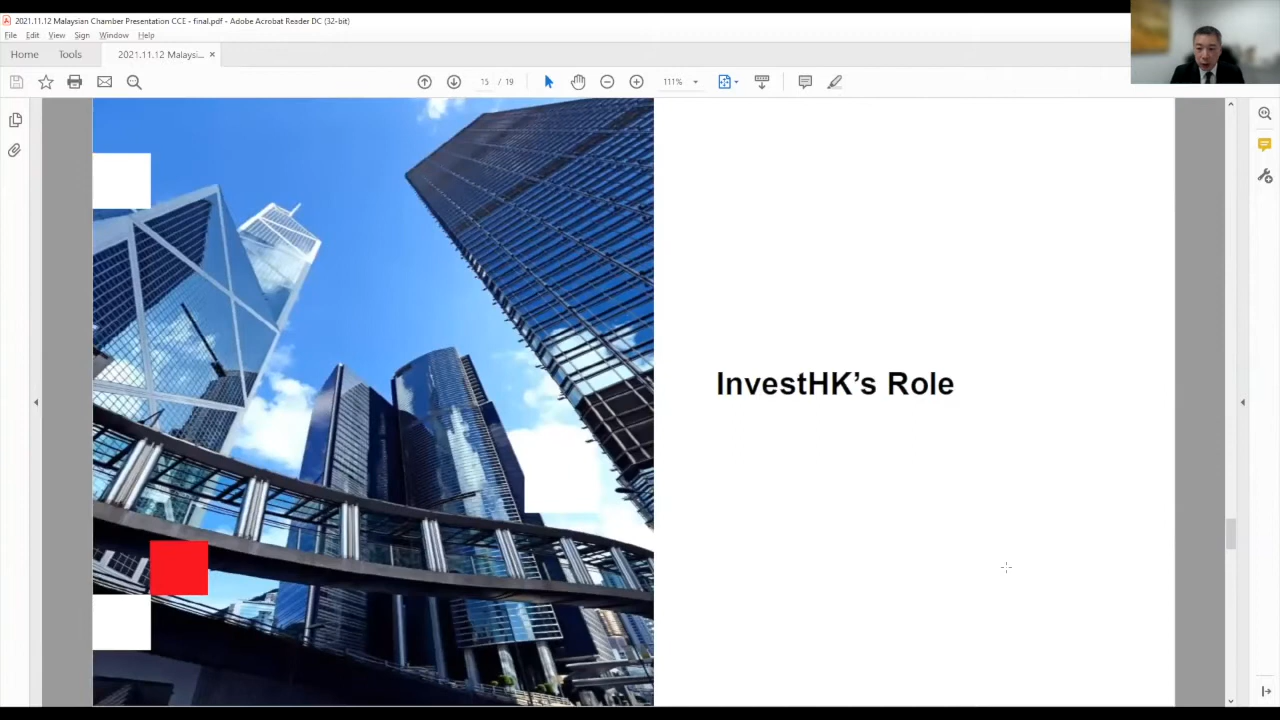 2021.11.12 Malaysian Chamber Presentation CCE - final.pdf - Adobe Acrobat Reader DC (32-bit)
File Edit View Sign Window Help
Home Tools 2021.11.12 Malaysi... ×
15 / 19 111%
InvestHK’s Role